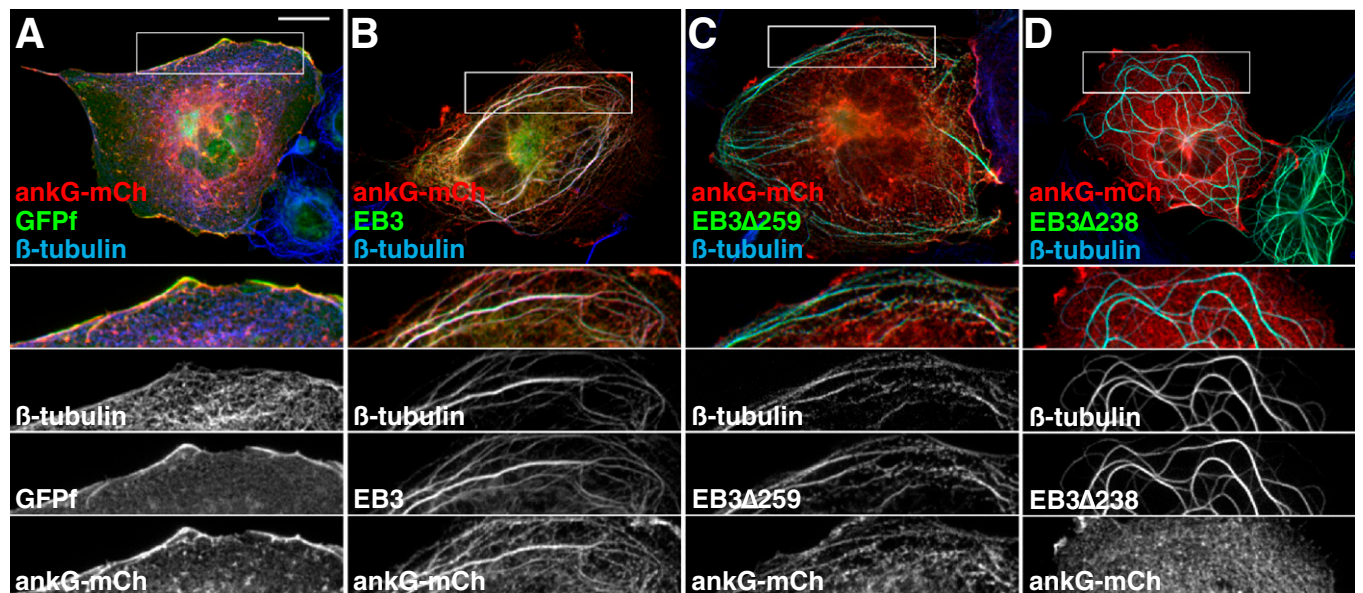 A
ankG-mCh
GFPf
ß-tubulin
ß-tubulin
GFPf
ankG-mCh
B
ankG-mCh
EB3
ß-tubulin
ß-tubulin
EB3
ankG-mCh
C
ankG-mCh
EB3Δ259
ß-tubulin
ß-tubulin
EB3Δ259
ankG-mCh
D
ankG-mCh
EB3Δ238
ß-tubulin
ß-tubulin
EB3Δ238
ankG-mCh